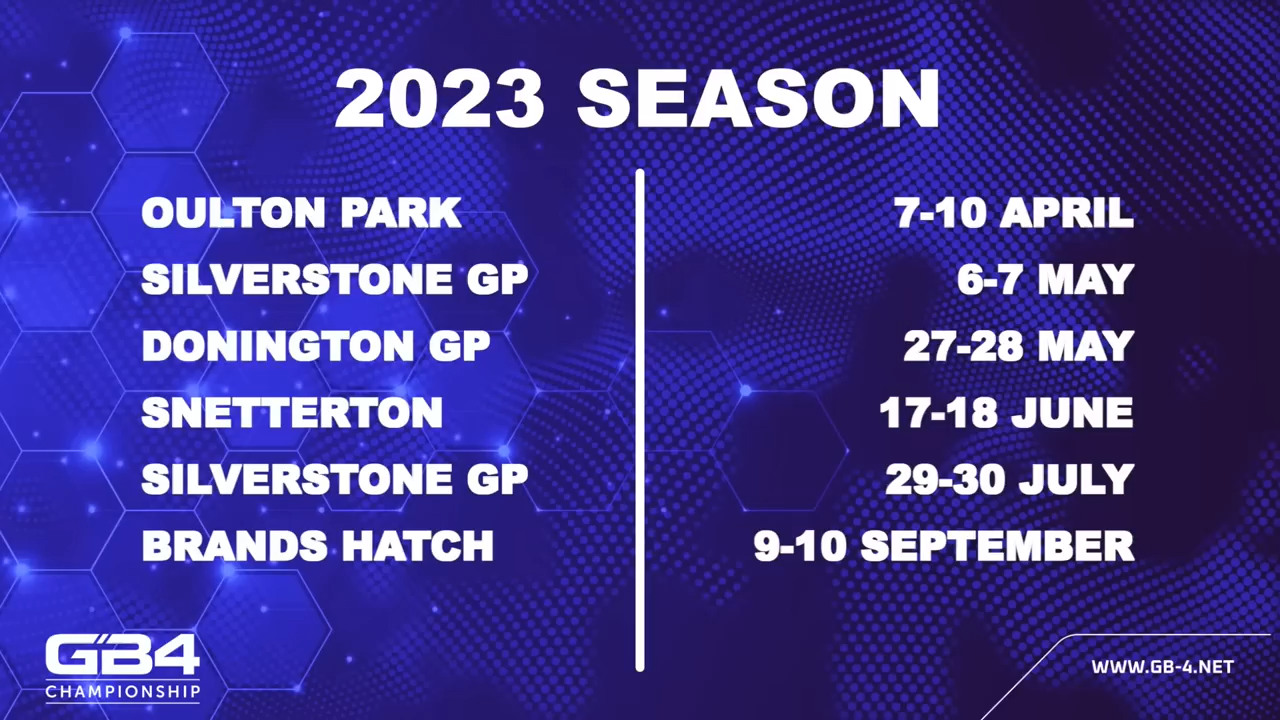 2023 SEASON
OULTON PARK 7-10 APRIL
SILVERSTONE GP 6-7 MAY
DONINGTON GP 27-28 MAY
SNETTERTON 17-18 JUNE
SILVERSTONE GP 29-30 JULY
BRANDS HATCH 9-10 SEPTEMBER
GB4
CHAMPIONSHIP
WWW.GB-4.NET